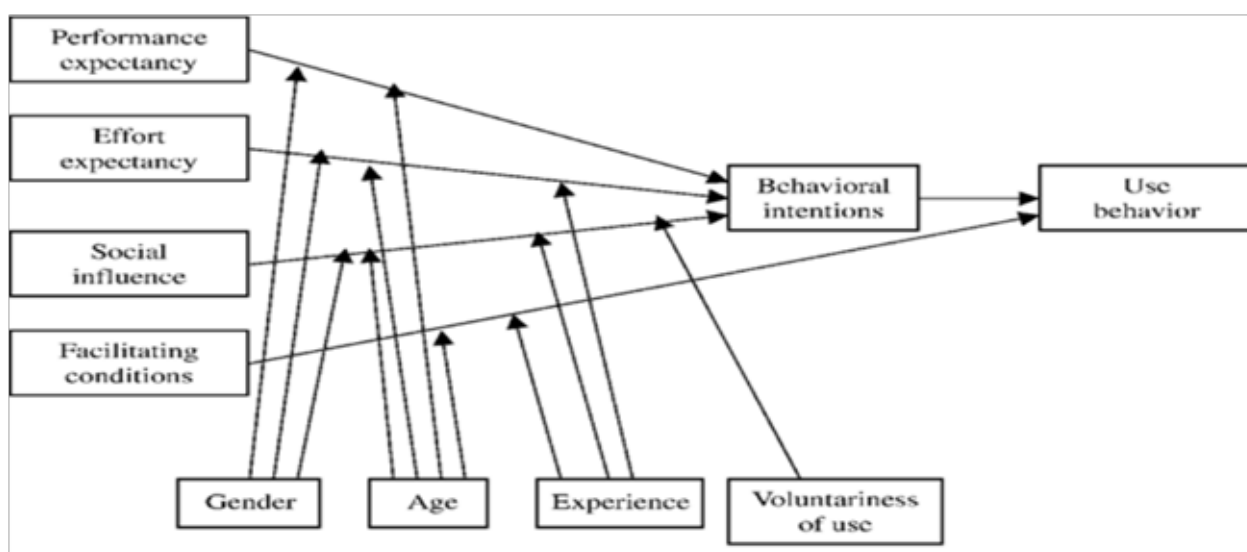 Performance
expectancy
Effort
expectancy
Social
influence
Facilitating
conditions
Behavioral
intentions
Use
behavior
Gender
Age
Experience
Voluntariness
of use